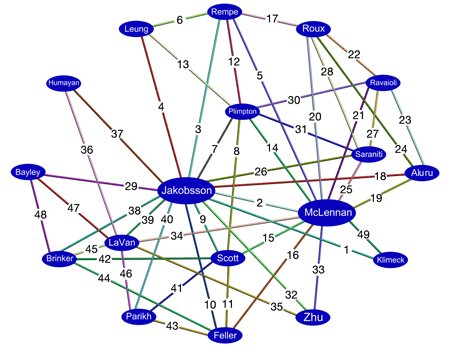 Rempe
Leung
6
17
Roux
12
22
13
5
28
Humayan
Ravaioli
30
4
Plimpton
20
21
3
31
27
23
37
7
8
14
Saraniti
24
36
26
Bayley
18
Aluru
29
Jakobsson
25
19
48
47
38
40
9
2
McLennan
39
34
49
45
LaVan
15
1
Brinker
42
Scott
16
Klimeck
46
33
44
41
32
10
11
35
Parikh
43
Zhu
Feller